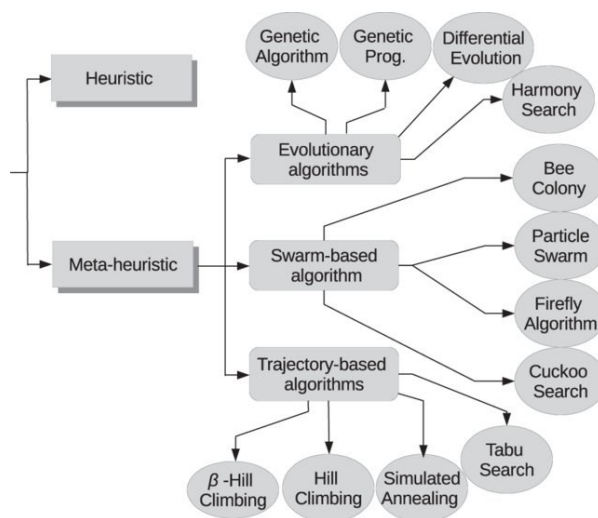 Genetic
Algorithm
Genetic
Prog.
Differential
Evolution
Harmony
Search
Heuristic
Evolutionary
algorithms
Bee
Colony
Meta-heuristic
Swarm-based
algorithm
Particle
Swarm
Firefly
Algorithm
Cuckoo
Search
Trajectory-based
algorithms
β -Hill
Climbing
Hill
Climbing
Simulated
Annealing
Tabu
Search